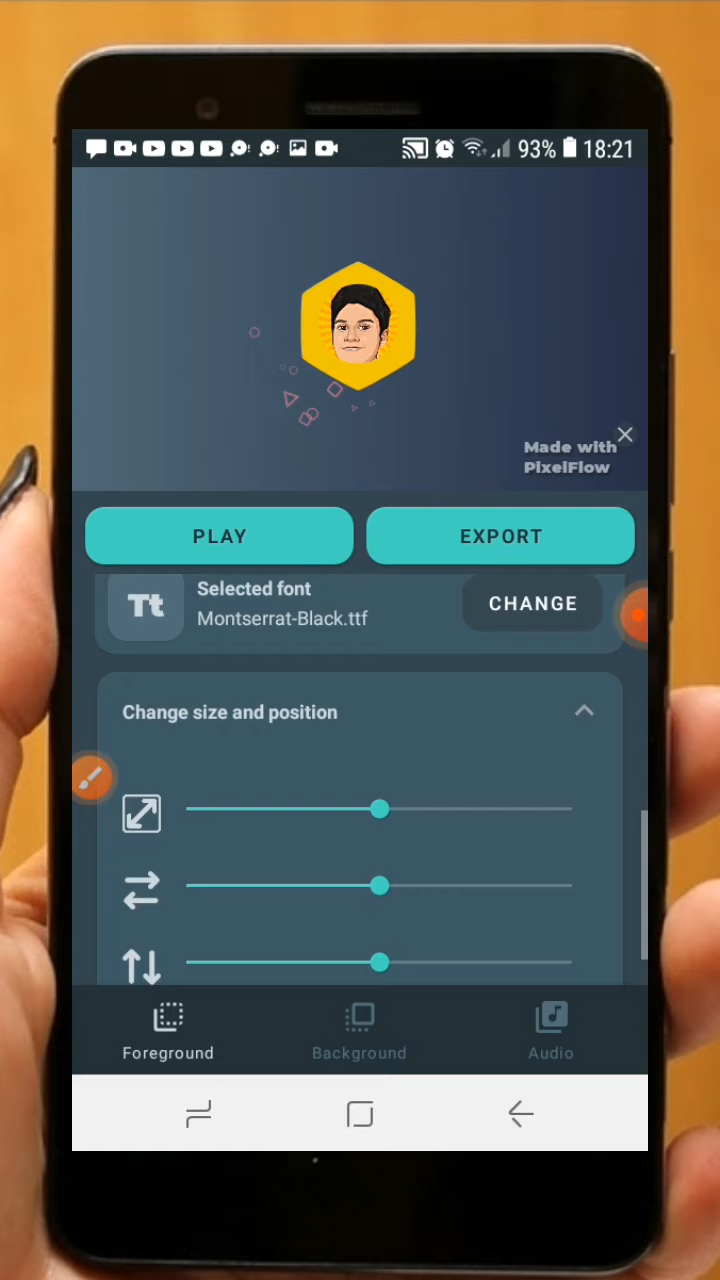 93% 18:21
Made with
PixelFlow
PLAY
EXPORT
Tt
Selected font
Montserrat-Black.ttf
CHANGE
Change size and position
Foreground
Background
Audio